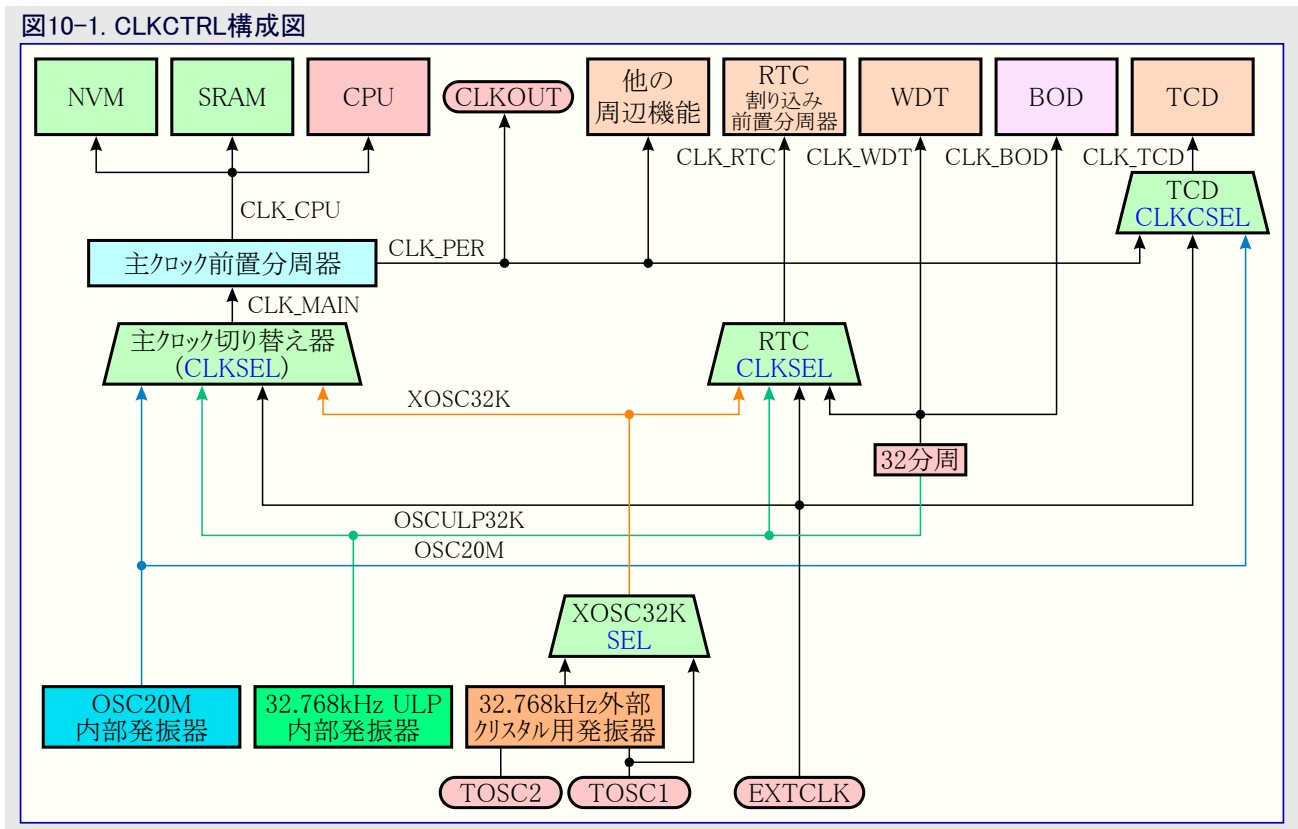 図10-1. CLKCTRL構成図
NVM
SRAM
CPU
CLKOUT
他の
周辺機能
RTC
割り込み
前置分周器
WDT
BOD
TCD
CLK_RTC
CLK_WDT
CLK_BOD
CLK_TCD
TCD
CLKCSEL
CLK_CPU
主クロック前置分周器
CLK_PER
CLK_MAIN
主クロック切り替え器
(CLKSEL)
RTC
CLKSEL
XOSC32K
32分周
OSCULP32K
OSC20M
XOSC32K
SEL
OSC20M
内部発振器
32.768kHz ULP
内部発振器
32.768kHz外部
クリスタル用発振器
TOSC2
TOSC1
EXTCLK